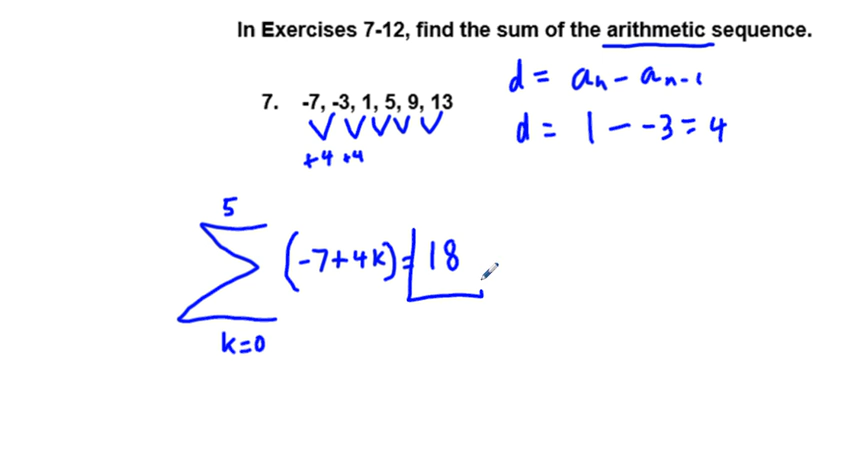 In Exercises 7-12, find the sum of the arithmetic sequence.
d = aₙ - aₙ₋₁
7. -7, -3, 1, 5, 9, 13
d = 1 - -3 = 4
+4 +4
5
∑ (-7+4k) = 18
k=0